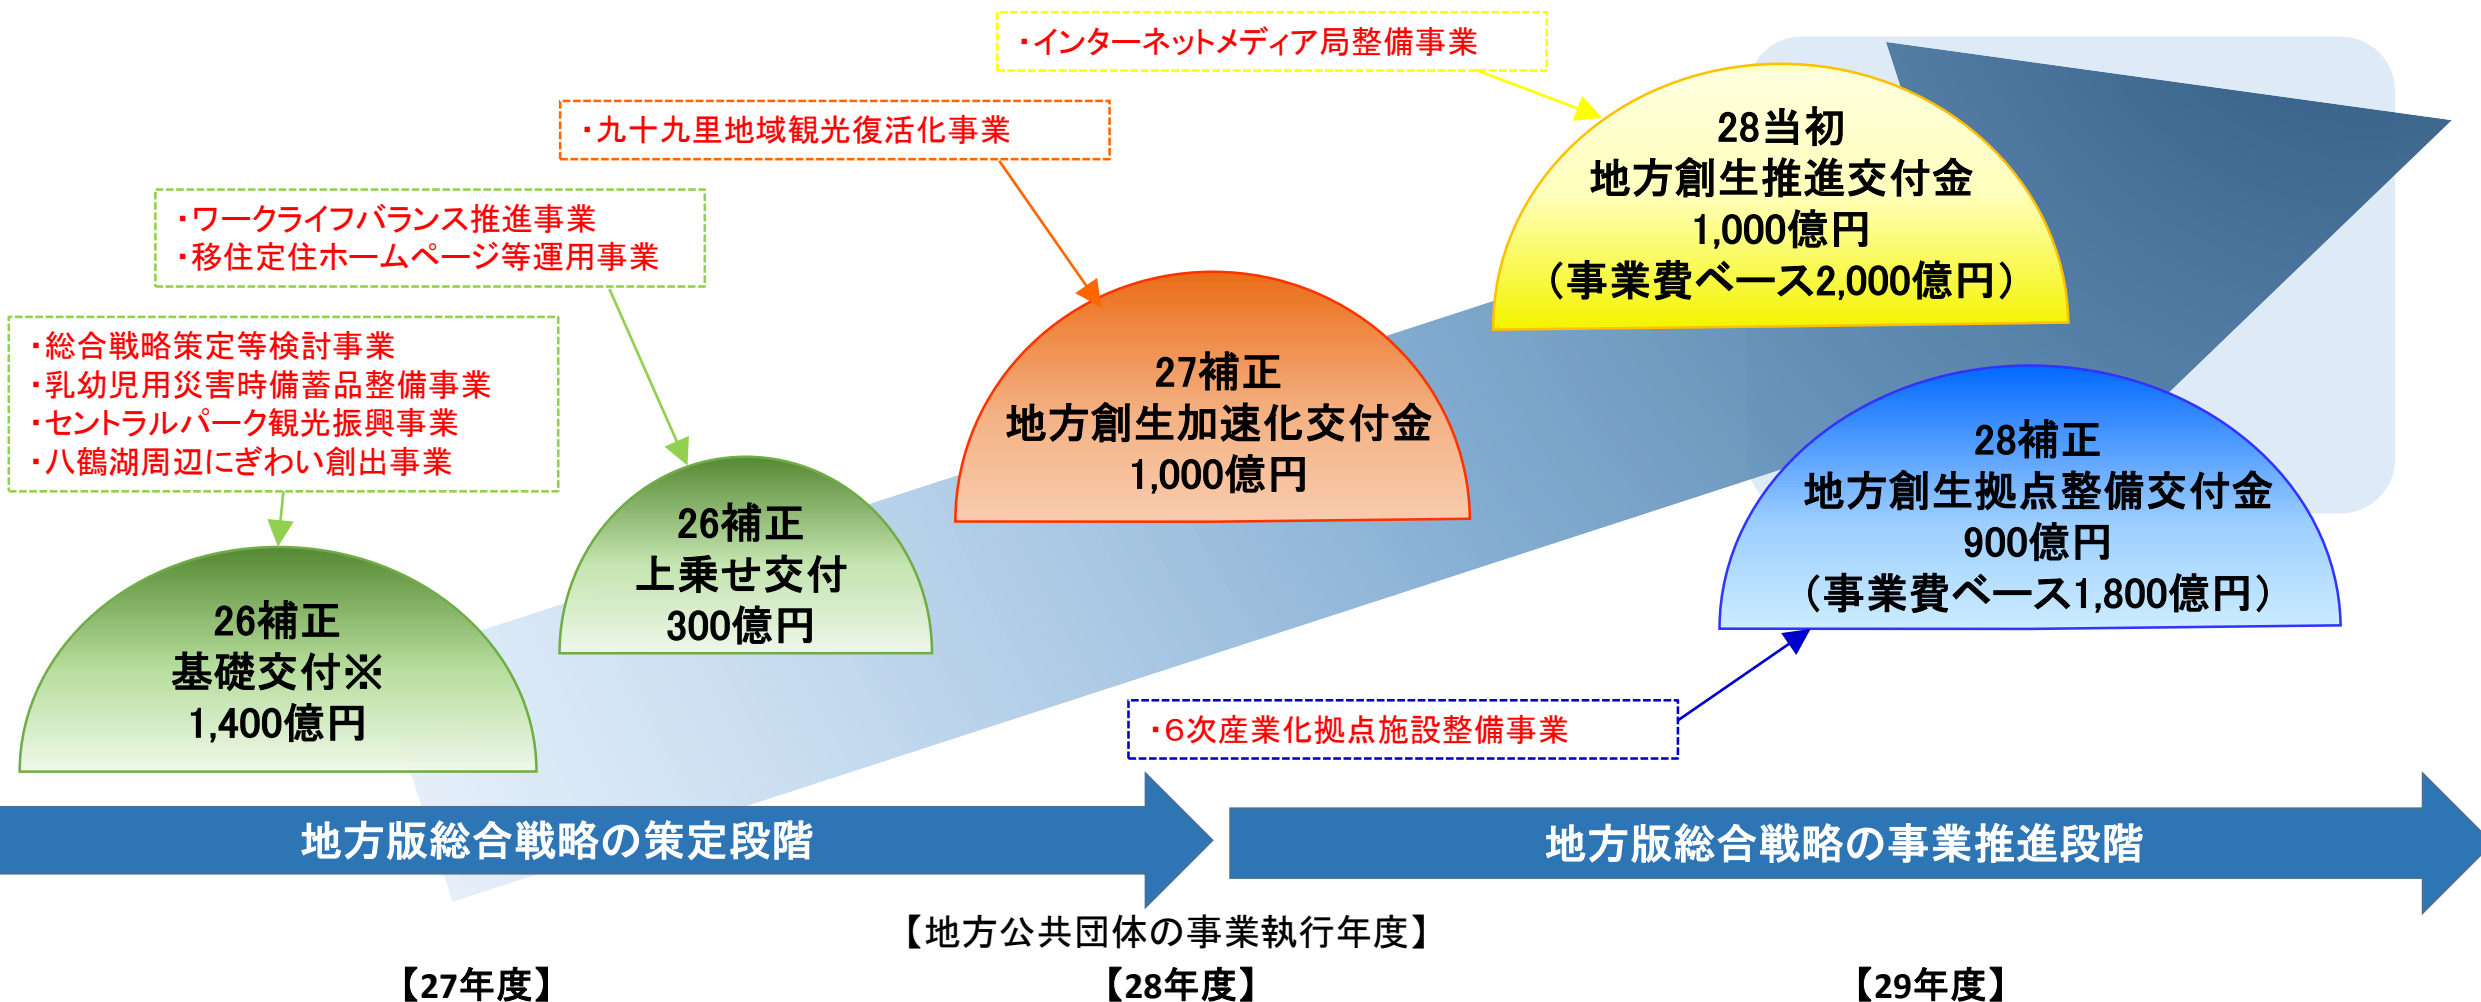 ・インターネットメディア局整備事業
・九十九里地域観光復活化事業
・ワークライフバランス推進事業
・移住定住ホームページ等運用事業
・総合戦略策定等検討事業
・乳幼児用災害時備蓄品整備事業
・セントラルパーク観光振興事業
・八鶴湖周辺にぎわい創出事業
26補正
基礎交付※
1,400億円
26補正
上乗せ交付
300億円
27補正
地方創生加速化交付金
1,000億円
28当初
地方創生推進交付金
1,000億円
（事業費ベース2,000億円）
28補正
地方創生拠点整備交付金
900億円
（事業費ベース1,800億円）
・６次産業化拠点施設整備事業
地方版総合戦略の策定段階
地方版総合戦略の事業推進段階
【地方公共団体の事業執行年度】
【27年度】
【28年度】
【29年度】